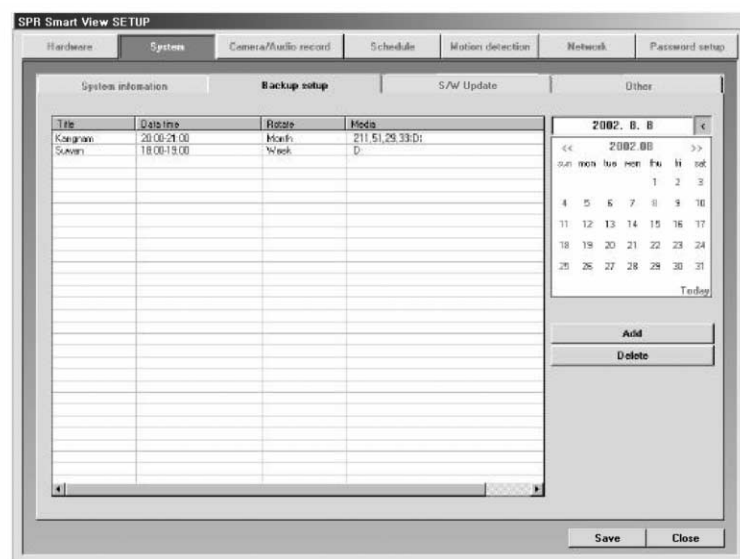 SPR Smart View SETUP
Hardware System Camera/Audio record Schedule Motion detection Network Password setup
System infomation Backup setup S/W Update Other
Title Data time Rotate Media
Kangnam 20:00-21:00 Month 211,51,29,33:D:
Suwan 18:00-19:00 Week D:
2002. 8. 8 <
<< 2002.08 >>
sun mon tue wen thu fri sat
1 2 3
4 5 6 7 8 9 10
11 12 13 14 15 16 17
18 19 20 21 22 23 24
25 26 27 28 29 30 31
Today
Add
Delete
Save Close